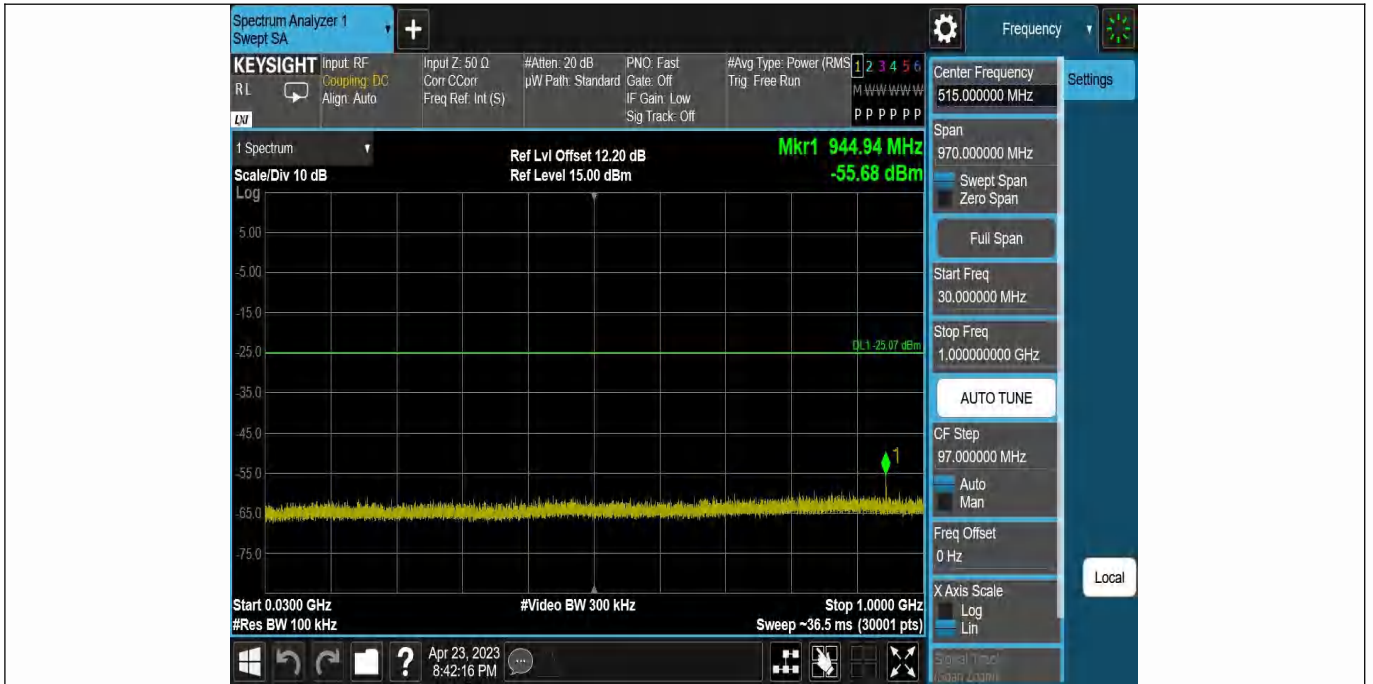 Spectrum Analyzer 1
Swept SA
+
Frequency
KEYSIGHT
RL
LXI
Input: RF
Coupling: DC
Align: Auto
Input Z: 50 Ω
Corr CCorr
Freq Ref: Int (S)
#Atten: 20 dB
µW Path: Standard
PNO: Fast
Gate: Off
IF Gain: Low
Sig Track: Off
#Avg Type: Power (RMS
Trig: Free Run
1 2 3 4 5 6
M W W W W W
P P P P P P
Center Frequency
515.000000 MHz
Settings
Span
970.000000 MHz
Swept Span
Zero Span
Full Span
Start Freq
30.000000 MHz
Stop Freq
1.000000000 GHz
AUTO TUNE
CF Step
97.000000 MHz
Auto
Man
Freq Offset
0 Hz
X Axis Scale
Log
Lin
Signal Track
(Span Zoom)
Local
1 Spectrum
Scale/Div 10 dB
Log
Ref Lvl Offset 12.20 dB
Ref Level 15.00 dBm
Mkr1 944.94 MHz
-55.68 dBm
5.00
-5.00
-15.0
-25.0
DL1 -25.07 dBm
-35.0
-45.0
1
-55.0
-65.0
-75.0
Start 0.0300 GHz
#Res BW 100 kHz
#Video BW 300 kHz
Stop 1.0000 GHz
Sweep ~36.5 ms (30001 pts)
?
Apr 23, 2023
8:42:16 PM